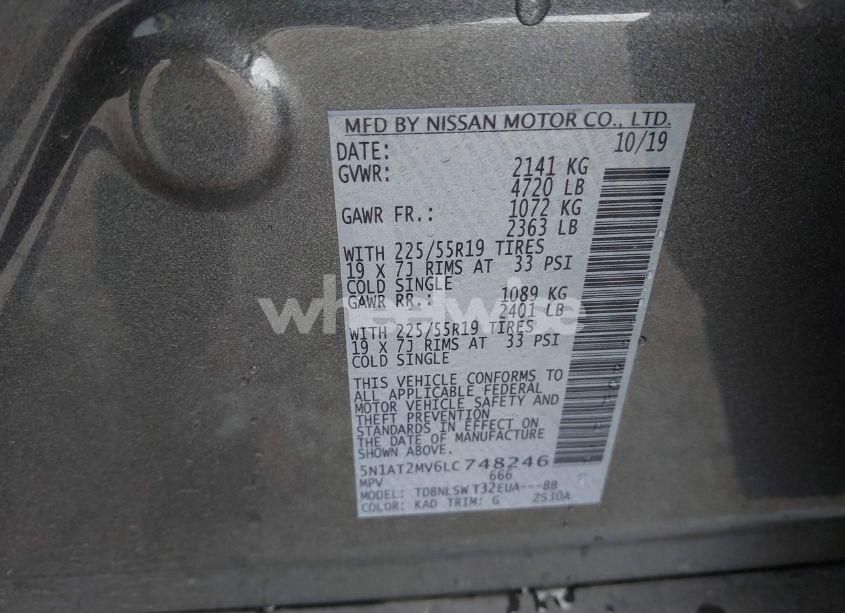 MFD BY NISSAN MOTOR CO., LTD.
DATE: 10/19
GVWR: 2141 KG
4720 LB
GAWR FR.: 1072 KG
2363 LB
WITH 225/55R19 TIRES
19 X 7J RIMS AT 33 PSI
COLD SINGLE
GAWR RR.: 1089 KG
2401 LB
WITH 225/55R19 TIRES
19 X 7J RIMS AT 33 PSI
COLD SINGLE
THIS VEHICLE CONFORMS TO
ALL APPLICABLE FEDERAL
MOTOR VEHICLE SAFETY AND
THEFT PREVENTION
STANDARDS IN EFFECT ON
THE DATE OF MANUFACTURE
SHOWN ABOVE.
5N1AT2MV6LC748246
MPV 666
MODEL: TDBNLSW T32EUA---BB
COLOR: KAD TRIM: G ZS30A
wheelwise